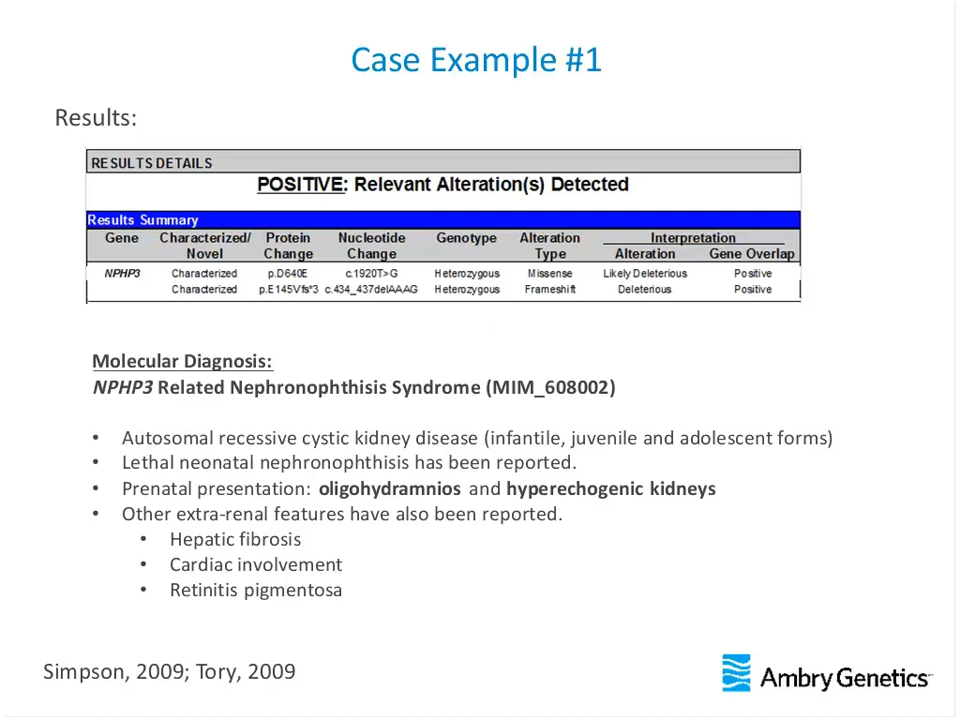 Case Example #1
Results:
RESULTS DETAILS
POSITIVE: Relevant Alteration(s) Detected
Results Summary
Gene Characterized/ Protein Nucleotide Genotype Alteration Interpretation
Novel Change Change Type Alteration Gene Overlap
NPHP3 Characterized p.D640E c.1920T>G Heterozygous Missense Likely Deleterious Positive
Characterized p.E145Vfs*3 c.434_437delAAAG Heterozygous Frameshift Deleterious Positive
Molecular Diagnosis:
NPHP3 Related Nephronophthisis Syndrome (MIM_608002)
• Autosomal recessive cystic kidney disease (infantile, juvenile and adolescent forms)
• Lethal neonatal nephronophthisis has been reported.
• Prenatal presentation: oligohydramnios and hyperechogenic kidneys
• Other extra-renal features have also been reported.
• Hepatic fibrosis
• Cardiac involvement
• Retinitis pigmentosa
Simpson, 2009; Tory, 2009
Ambry Genetics